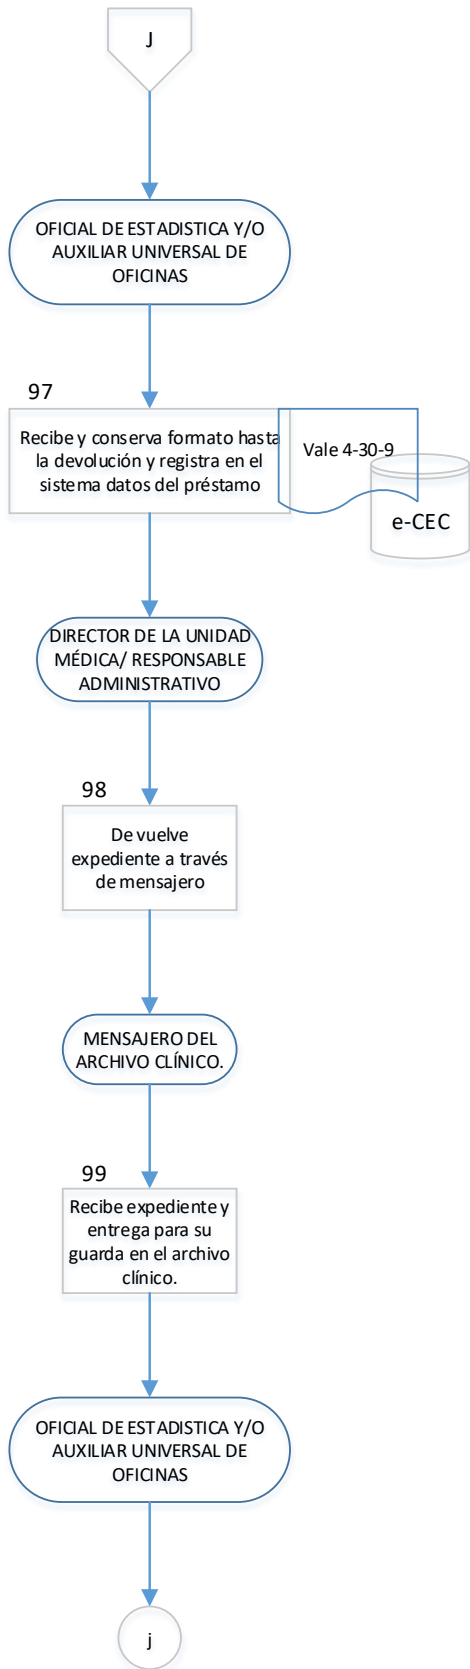 J
OFICIAL DE ESTADISTICA Y/O
AUXILIAR UNIVERSAL DE
OFICINAS
97
Recibe y conserva formato hasta
la devolución y registra en el
sistema datos del préstamo
Vale 4-30-9
e-CEC
DIRECTOR DE LA UNIDAD
MÉDICA/ RESPONSABLE
ADMINISTRATIVO
98
De vuelve
expediente a través
de mensajero
MENSAJERO DEL
ARCHIVO CLÍNICO.
99
Recibe expediente y
entrega para su
guarda en el archivo
clínico.
OFICIAL DE ESTADISTICA Y/O
AUXILIAR UNIVERSAL DE
OFICINAS
j